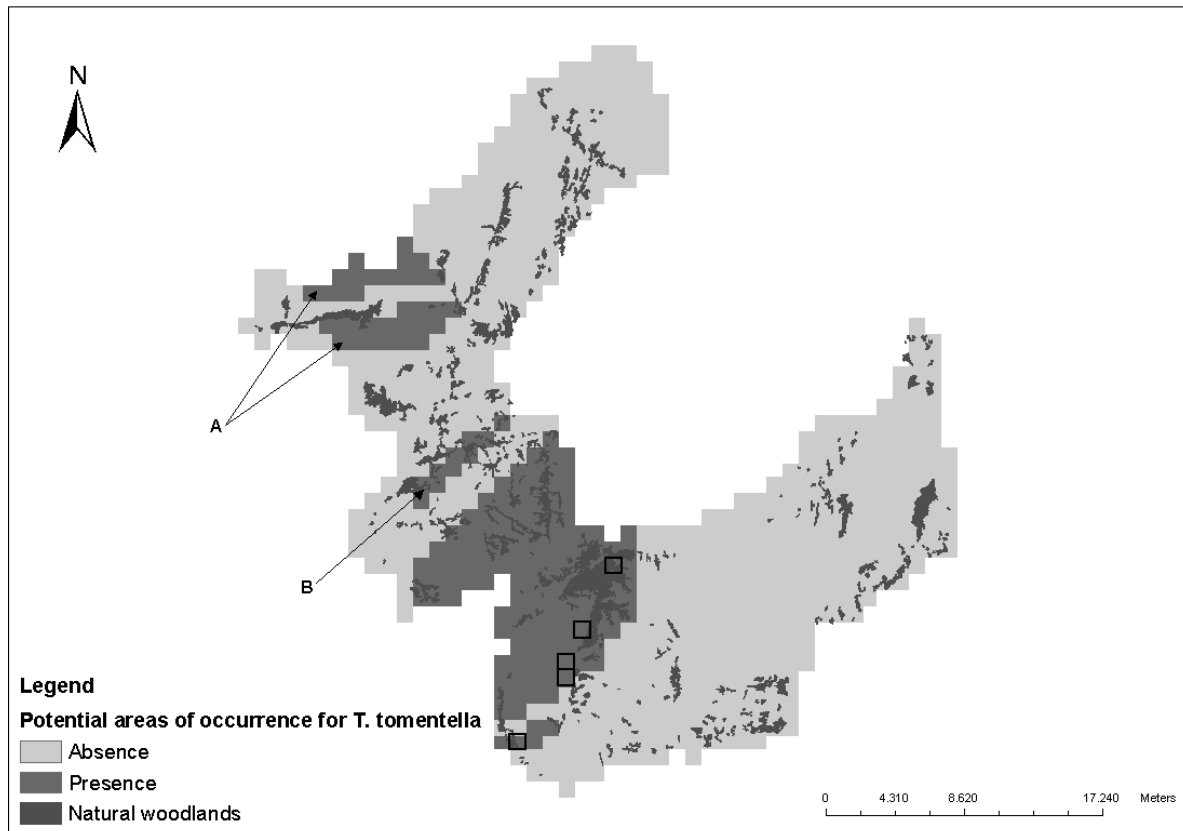 N
A
B
Legend
Potential areas of occurrence for T. tomentella
Absence
Presence
Natural woodlands
0 4.310 8.620 17.240 Meters